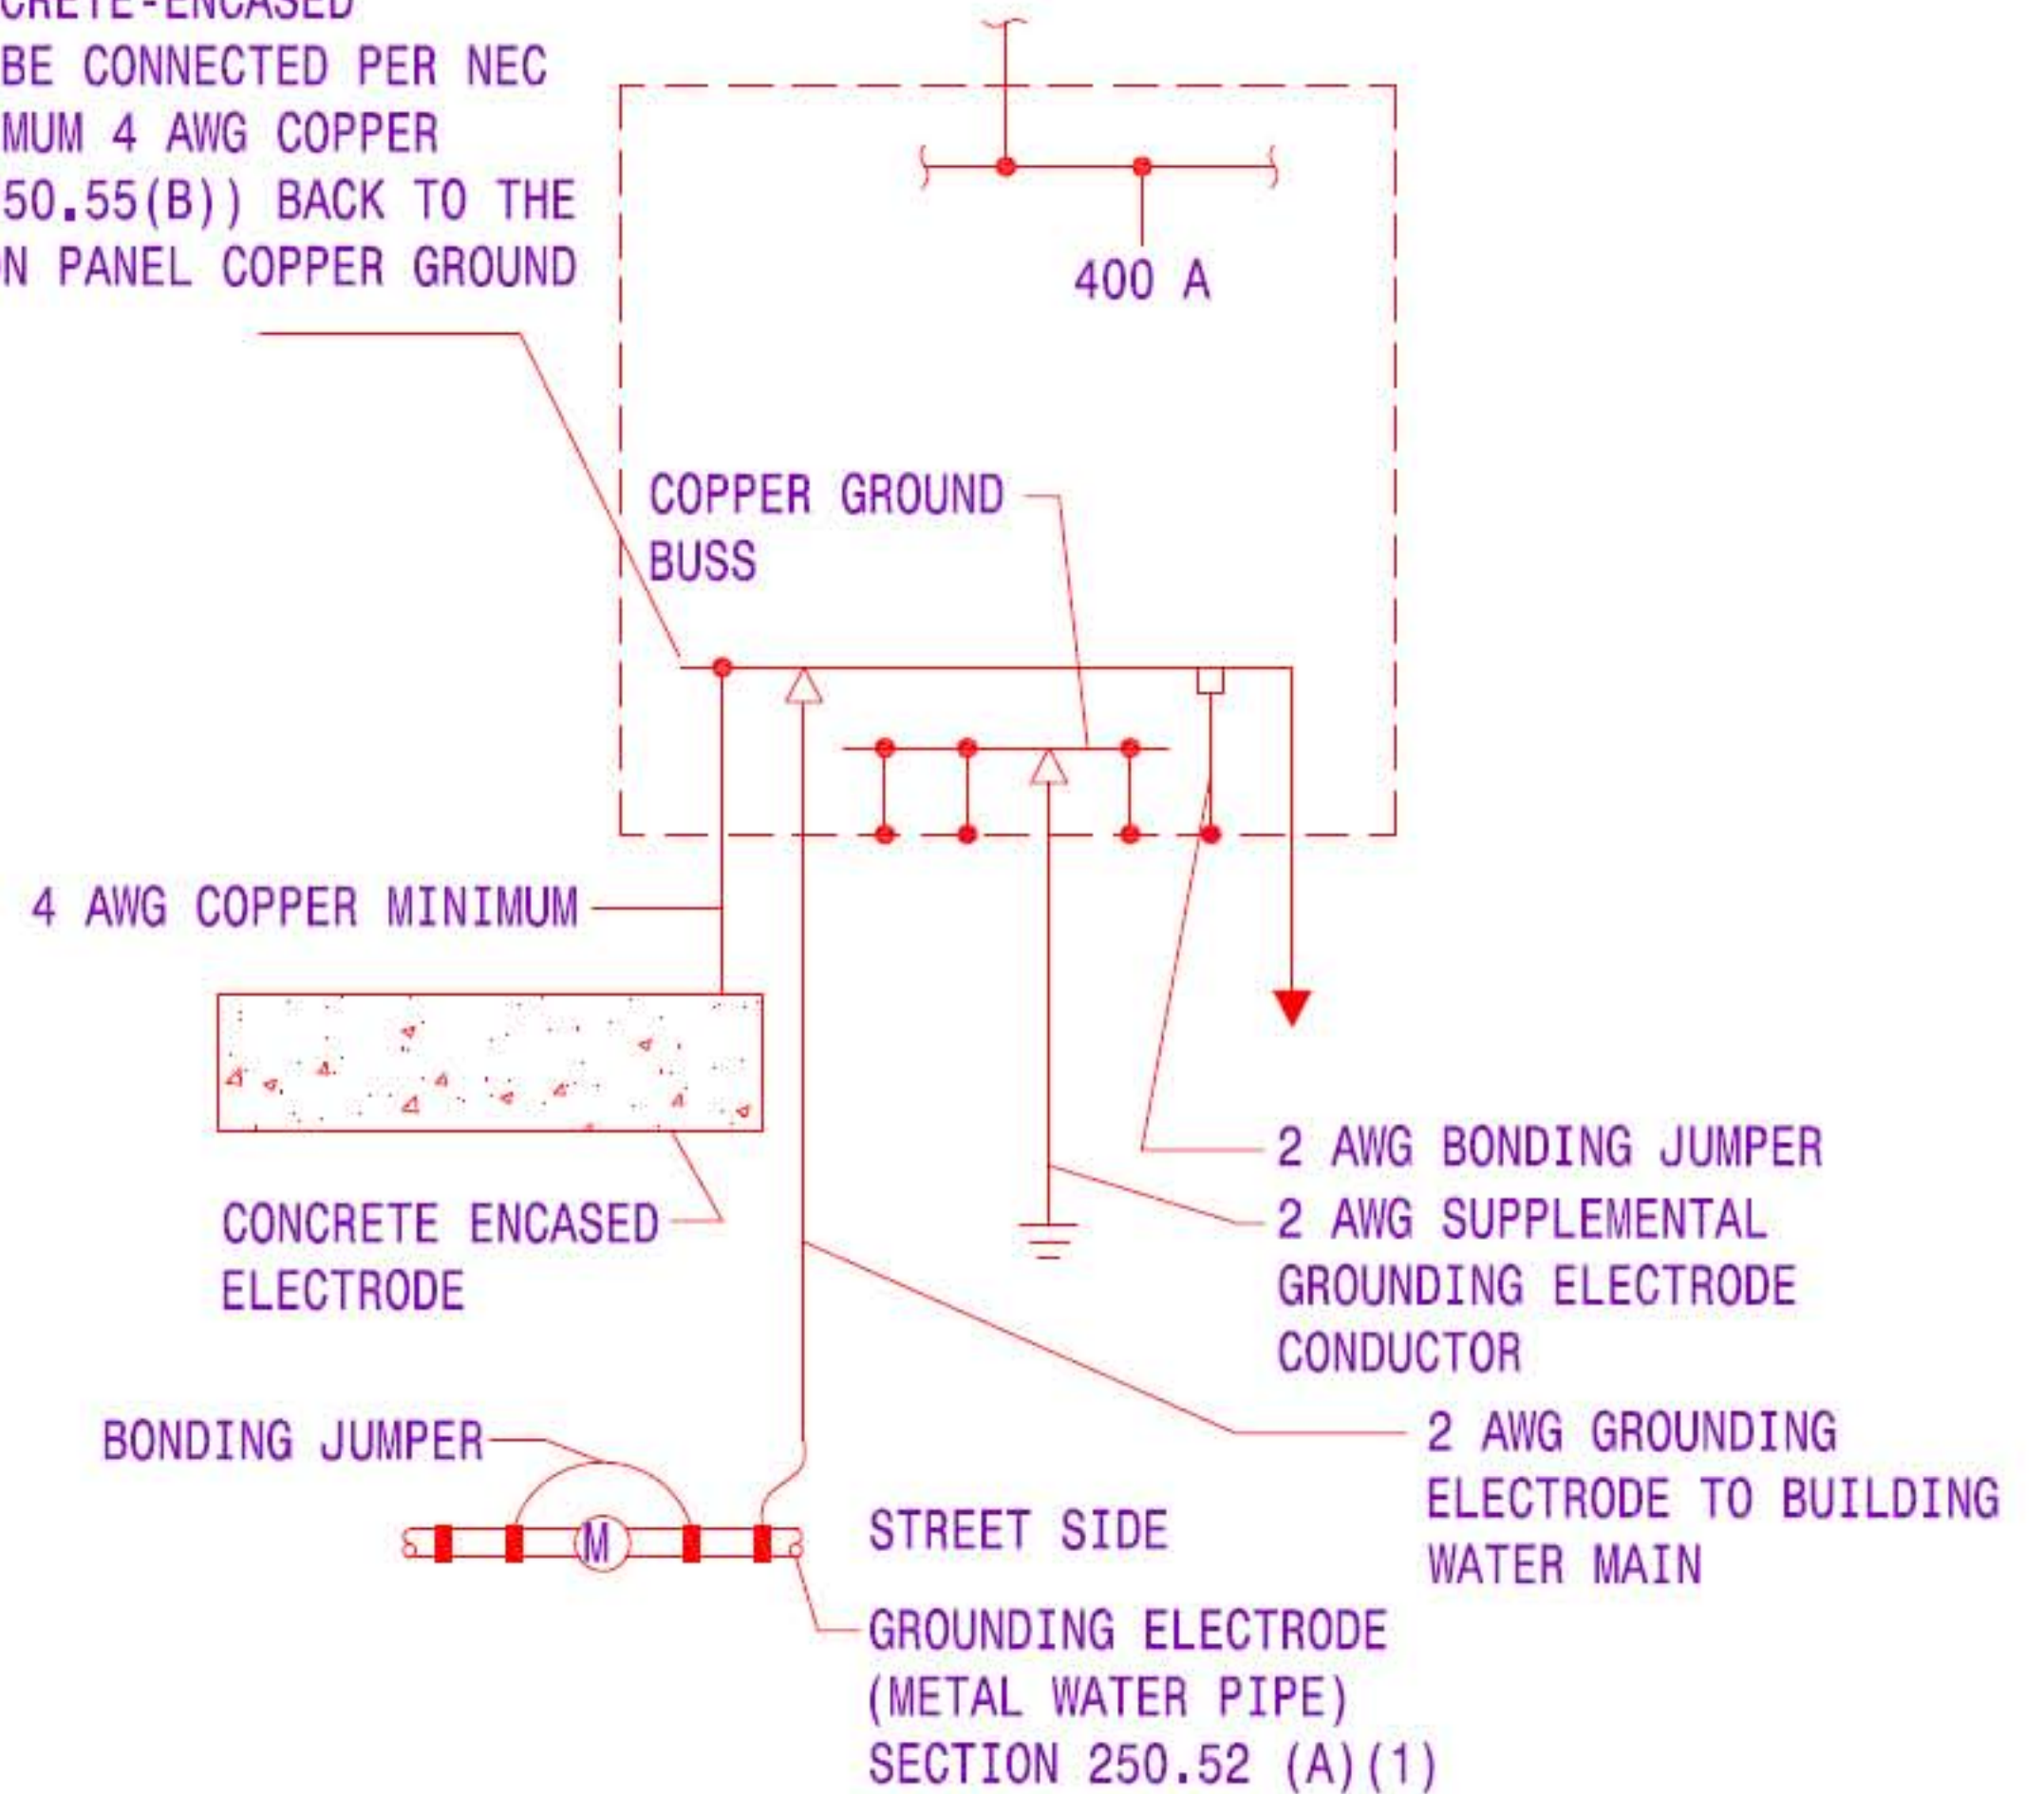 CRETE-ENCASED
BE CONNECTED PER NEC
MUM 4 AWG COPPER
50.55(B)) BACK TO THE
N PANEL COPPER GROUND
400 A
COPPER GROUND
BUSS
4 AWG COPPER MINIMUM
CONCRETE ENCASED
ELECTRODE
2 AWG BONDING JUMPER
2 AWG SUPPLEMENTAL
GROUNDING ELECTRODE
CONDUCTOR
2 AWG GROUNDING
ELECTRODE TO BUILDING
WATER MAIN
BONDING JUMPER
M
STREET SIDE
GROUNDING ELECTRODE
(METAL WATER PIPE)
SECTION 250.52 (A)(1)